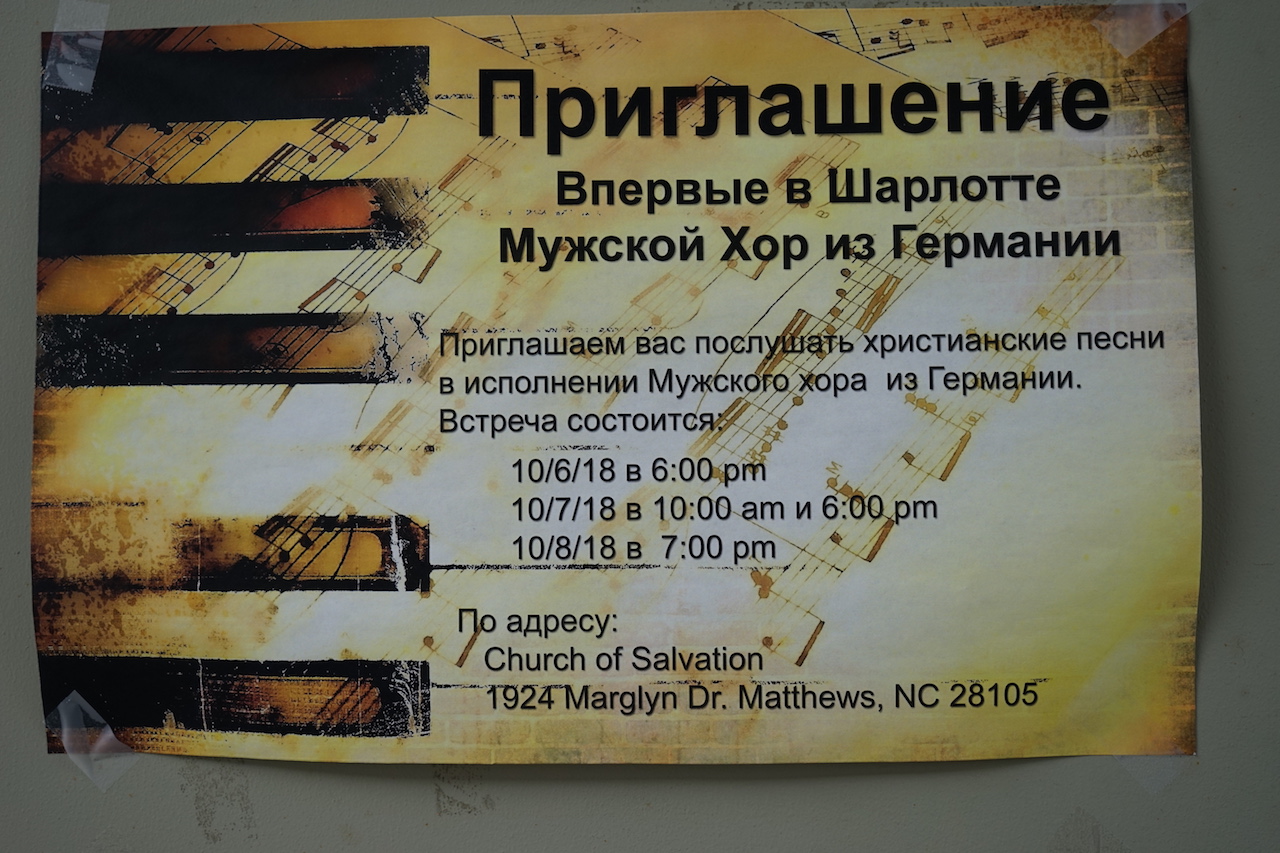 Приглашение
Впервые в Шарлотте
Мужской Хор из Германии
Приглашаем вас послушать христианские песни
в исполнении Мужского хора из Германии.
Встреча состоится:
10/6/18 в 6:00 pm
10/7/18 в 10:00 am и 6:00 pm
10/8/18 в 7:00 pm
По адресу:
Church of Salvation
1924 Marglyn Dr. Matthews, NC 28105